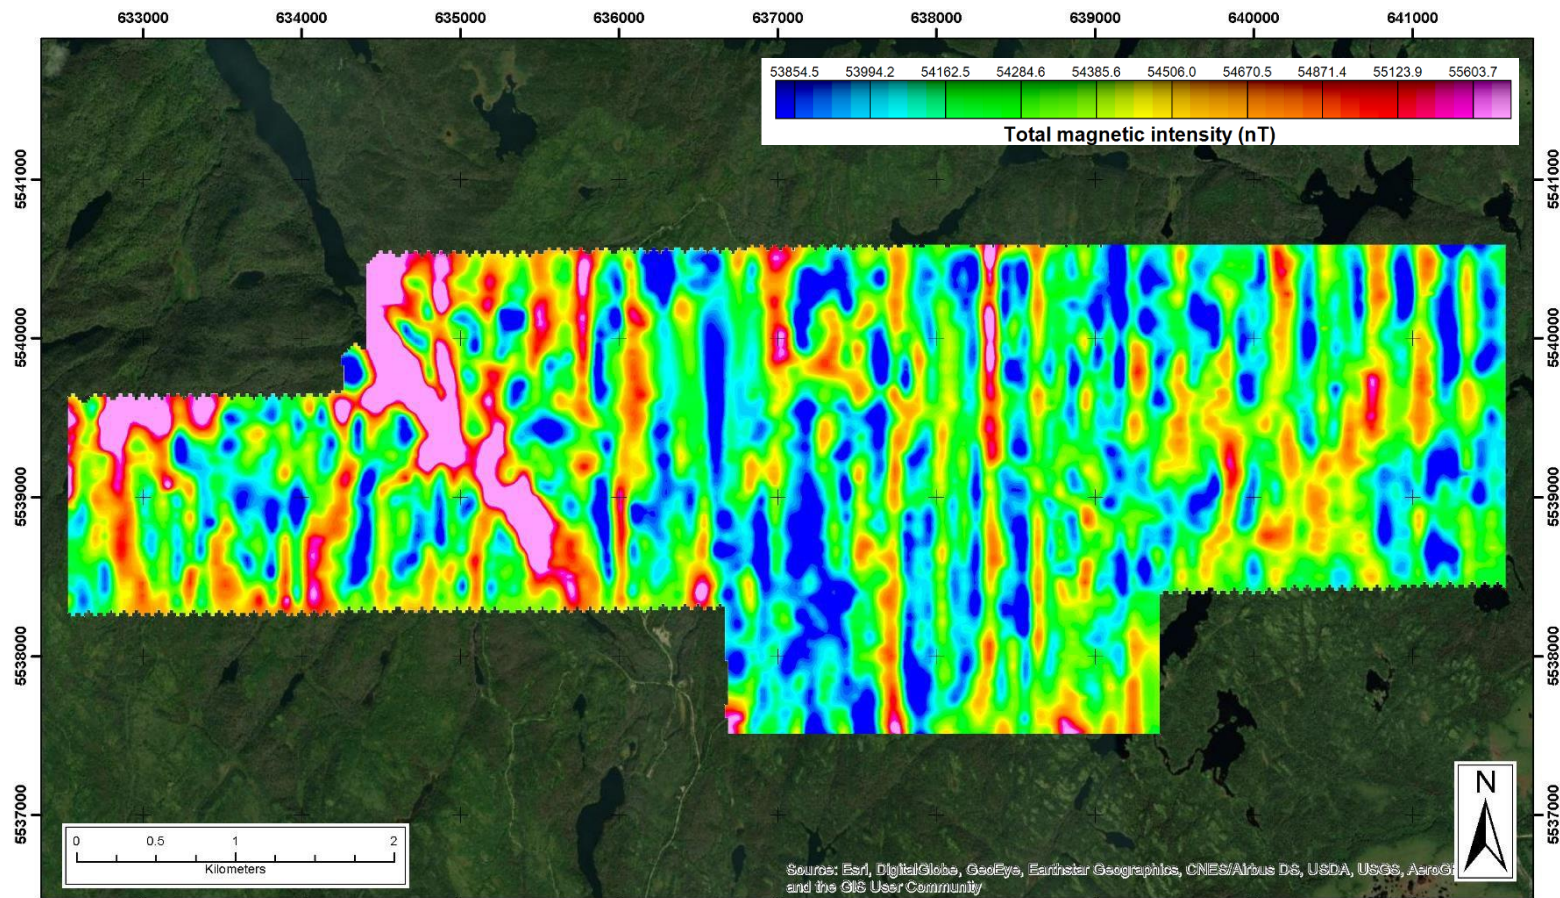 633000 634000 635000 636000 637000 638000 639000 640000 641000
53854.5 53994.2 54162.5 54284.6 54385.6 54506.0 54670.5 54871.4 55123.9 55603.7
Total magnetic intensity (nT)
5541000 5541000
5540000 5540000
5539000 5539000
5538000 5538000
5537000 5537000
N
0 0.5 1 2
Kilometers
Source: Esri, DigitalGlobe, GeoEye, Earthstar Geographics, CNES/Airbus DS, USDA, USGS,
and the GIS User Community